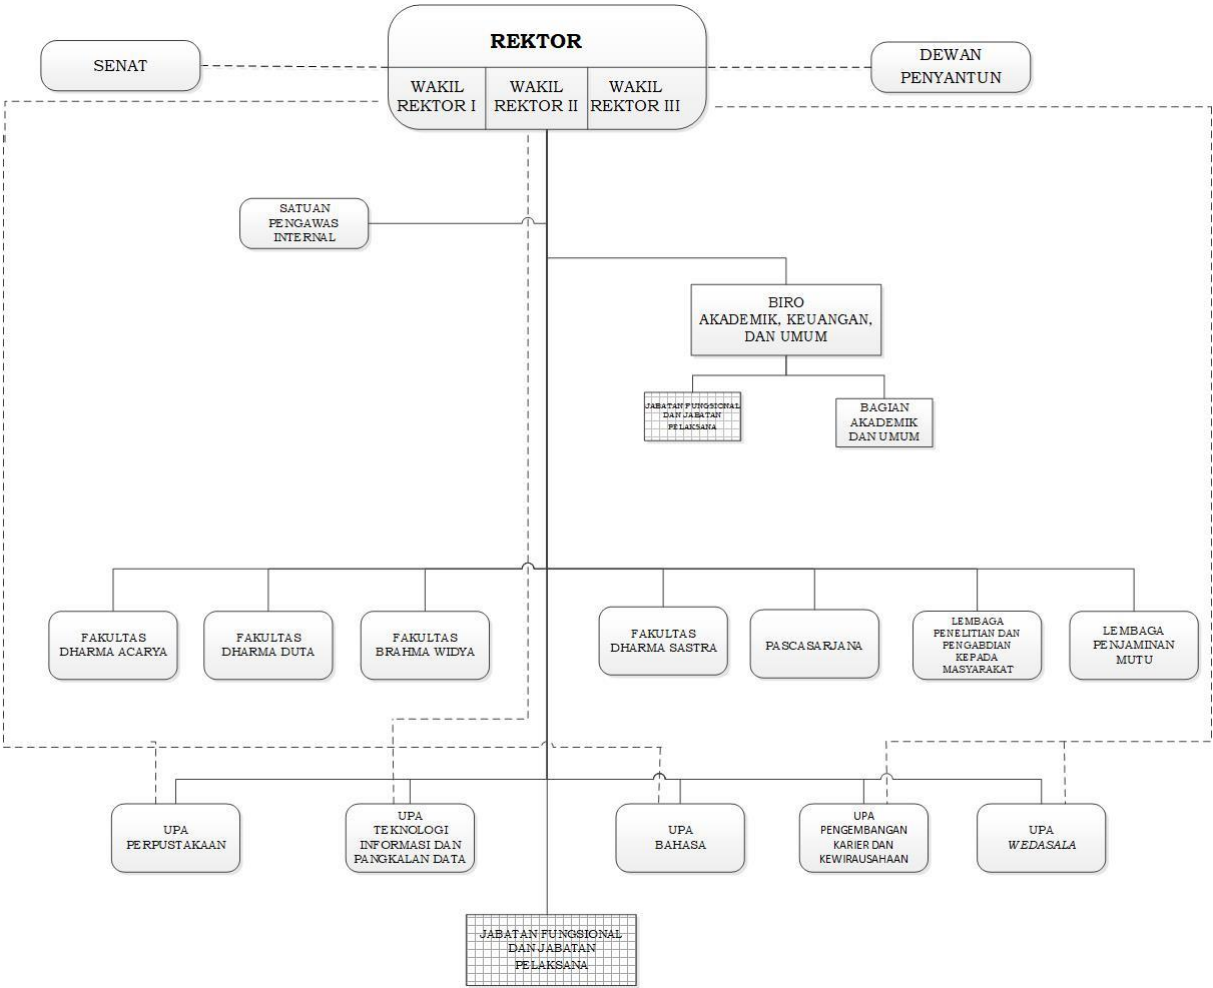 REKTOR
SENAT
DEWAN
PENYANTUN
WAKIL
REKTOR I
WAKIL
REKTOR II
WAKIL
REKTOR III
SATUAN
PENGAWAS
INTERNAL
BIRO
AKADEMIK, KEUANGAN,
DAN UMUM
JABATAN FUNGSIONAL
DAN JABATAN
PELAKSANA
BAGIAN
AKADEMIK
DAN UMUM
FAKULTAS
DHARMA ACARYA
FAKULTAS
DHARMA DUTA
FAKULTAS
BRAHMA WIDYA
FAKULTAS
DHARMA SASTRA
PASCASARJANA
LEMBAGA
PENELITIAN DAN
PENGABDIAN
KEPADA
MASYARAKAT
LEMBAGA
PENJAMINAN
MUTU
UPA
PERPUSTAKAAN
UPA
TEKNOLOGI
INFORMASI DAN
PANGKALAN DATA
UPA
BAHASA
UPA
PENGEMBANGAN
KARIER DAN
KEWIRAUSAHAAN
UPA
WEDASALA
JABATAN FUNGSIONAL
DAN JABATAN
PELAKSANA